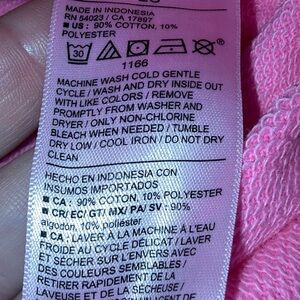 MADE IN INDONESIA
RN 54023 / CA 17897
■ US : 90% COTTON, 10%
POLYESTER
30
1166
MACHINE WASH COLD GENTLE
CYCLE / WASH AND DRY INSIDE OUT
WITH LIKE COLORS / REMOVE
PROMPTLY FROM WASHER AND
DRYER / ONLY NON-CHLORINE
BLEACH WHEN NEEDED / TUMBLE
DRY LOW / COOL IRON / DO NOT DRY
CLEAN
HECHO EN INDONESIA CON
INSUMOS IMPORTADOS
■ CA : 90% COTTON, 10% POLYESTER
■ CR/EC/GT/ MX/ PA/ SV : 90%
algodón, 10% poliéster
■ CA : LAVER À LA MACHINE À L'EAU
FROIDE AU CYCLE DÉLICAT / LAVER
ET SÉCHER SUR L'ENVERS AVEC
DES COULEURS SEMBLABLES /
RETIRER RAPIDEMENT DE LA
LAVEUSE ET DE LA SÉCHEUSE /